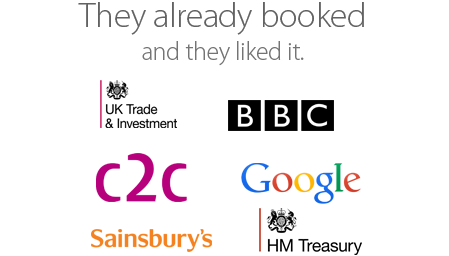 They already booked
and they liked it.
UK Trade
& Investment
BBC
c2c
Google
Sainsbury's
HM Treasury